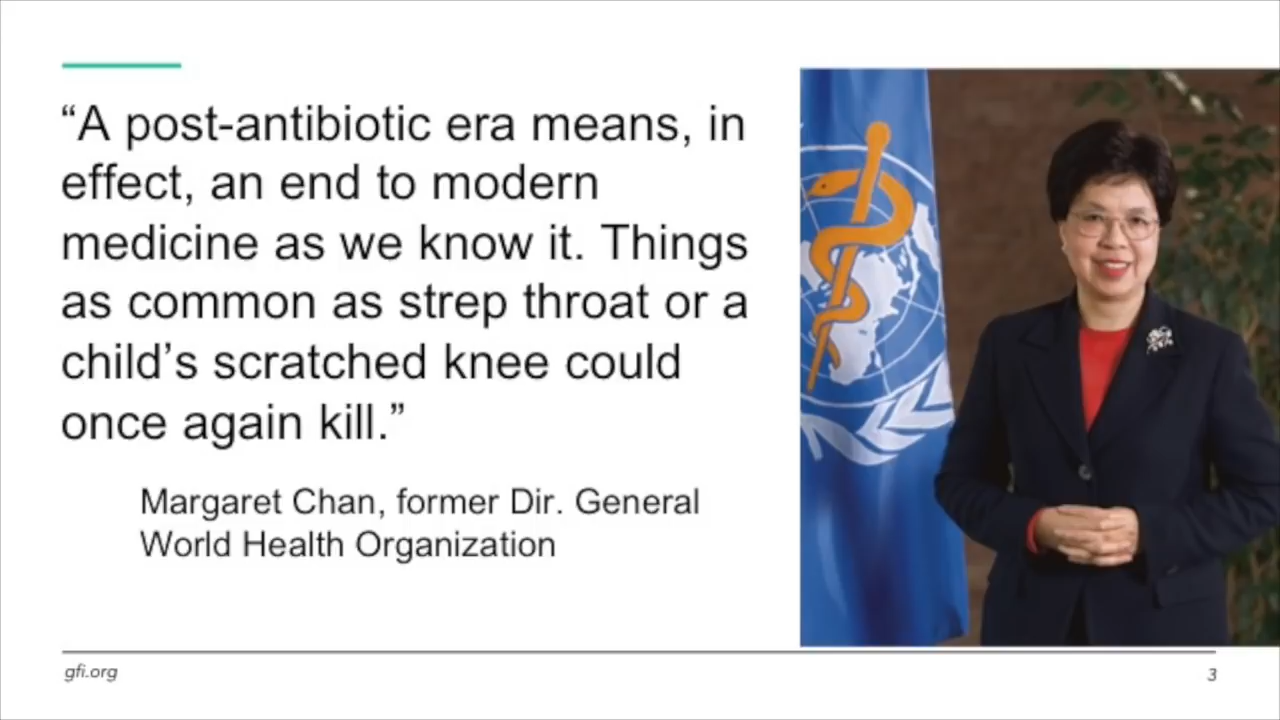 “A post-antibiotic era means, in
effect, an end to modern
medicine as we know it. Things
as common as strep throat or a
child’s scratched knee could
once again kill.”
Margaret Chan, former Dir. General
World Health Organization
gfi.org
3